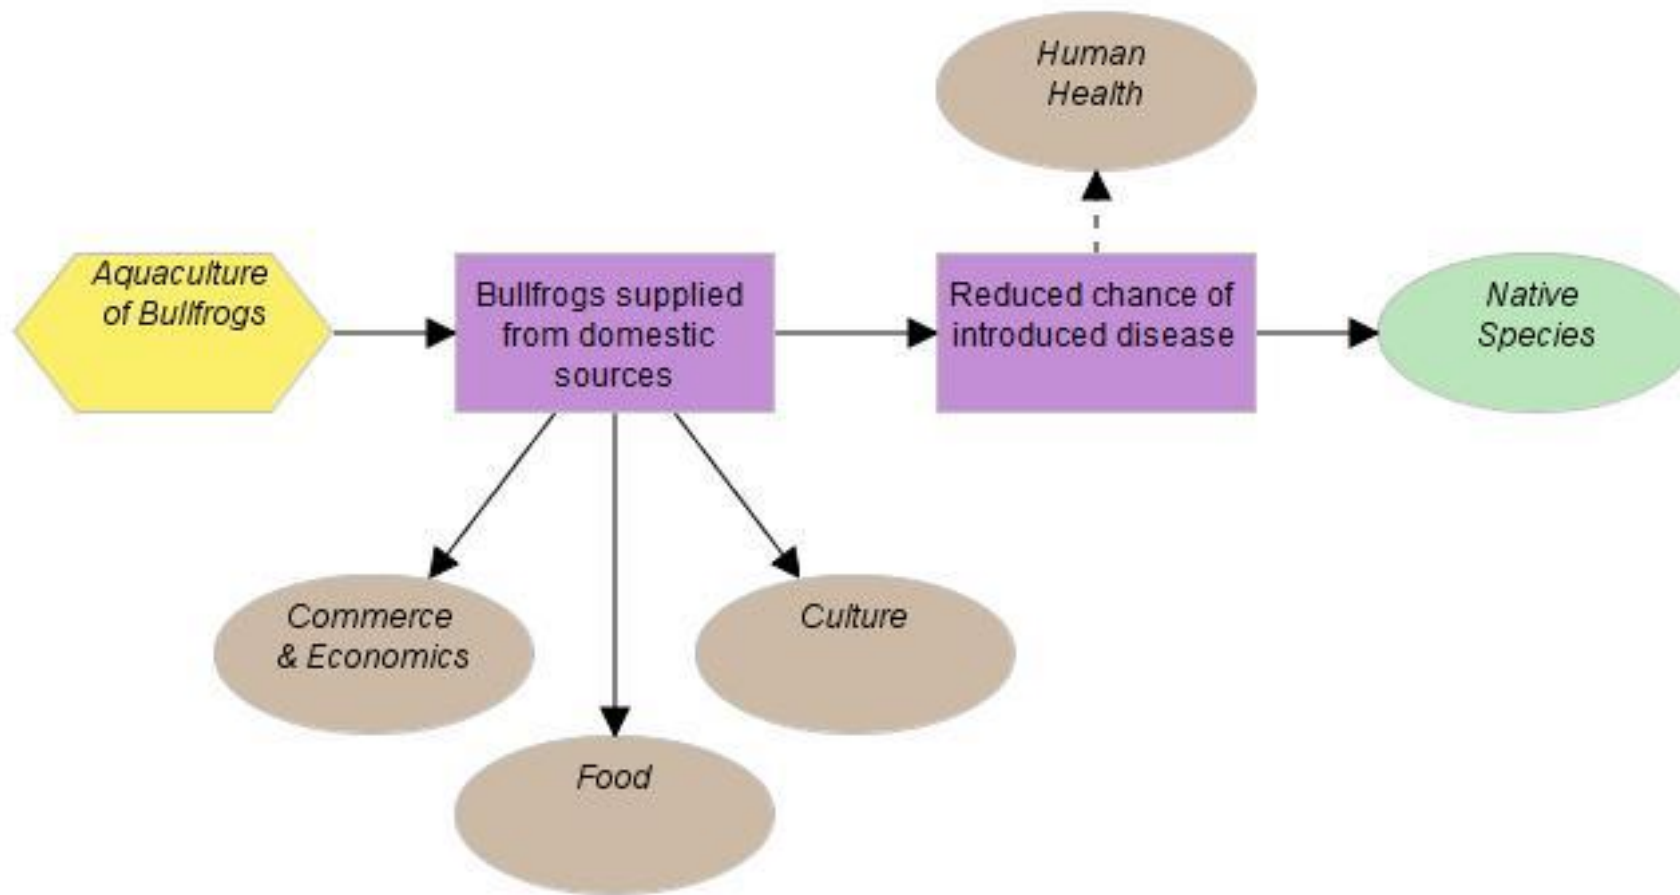 Human
Health
Aquaculture
of Bullfrogs
Bullfrogs supplied
from domestic
sources
Reduced chance of
introduced disease
Native
Species
Commerce
& Economics
Culture
Food